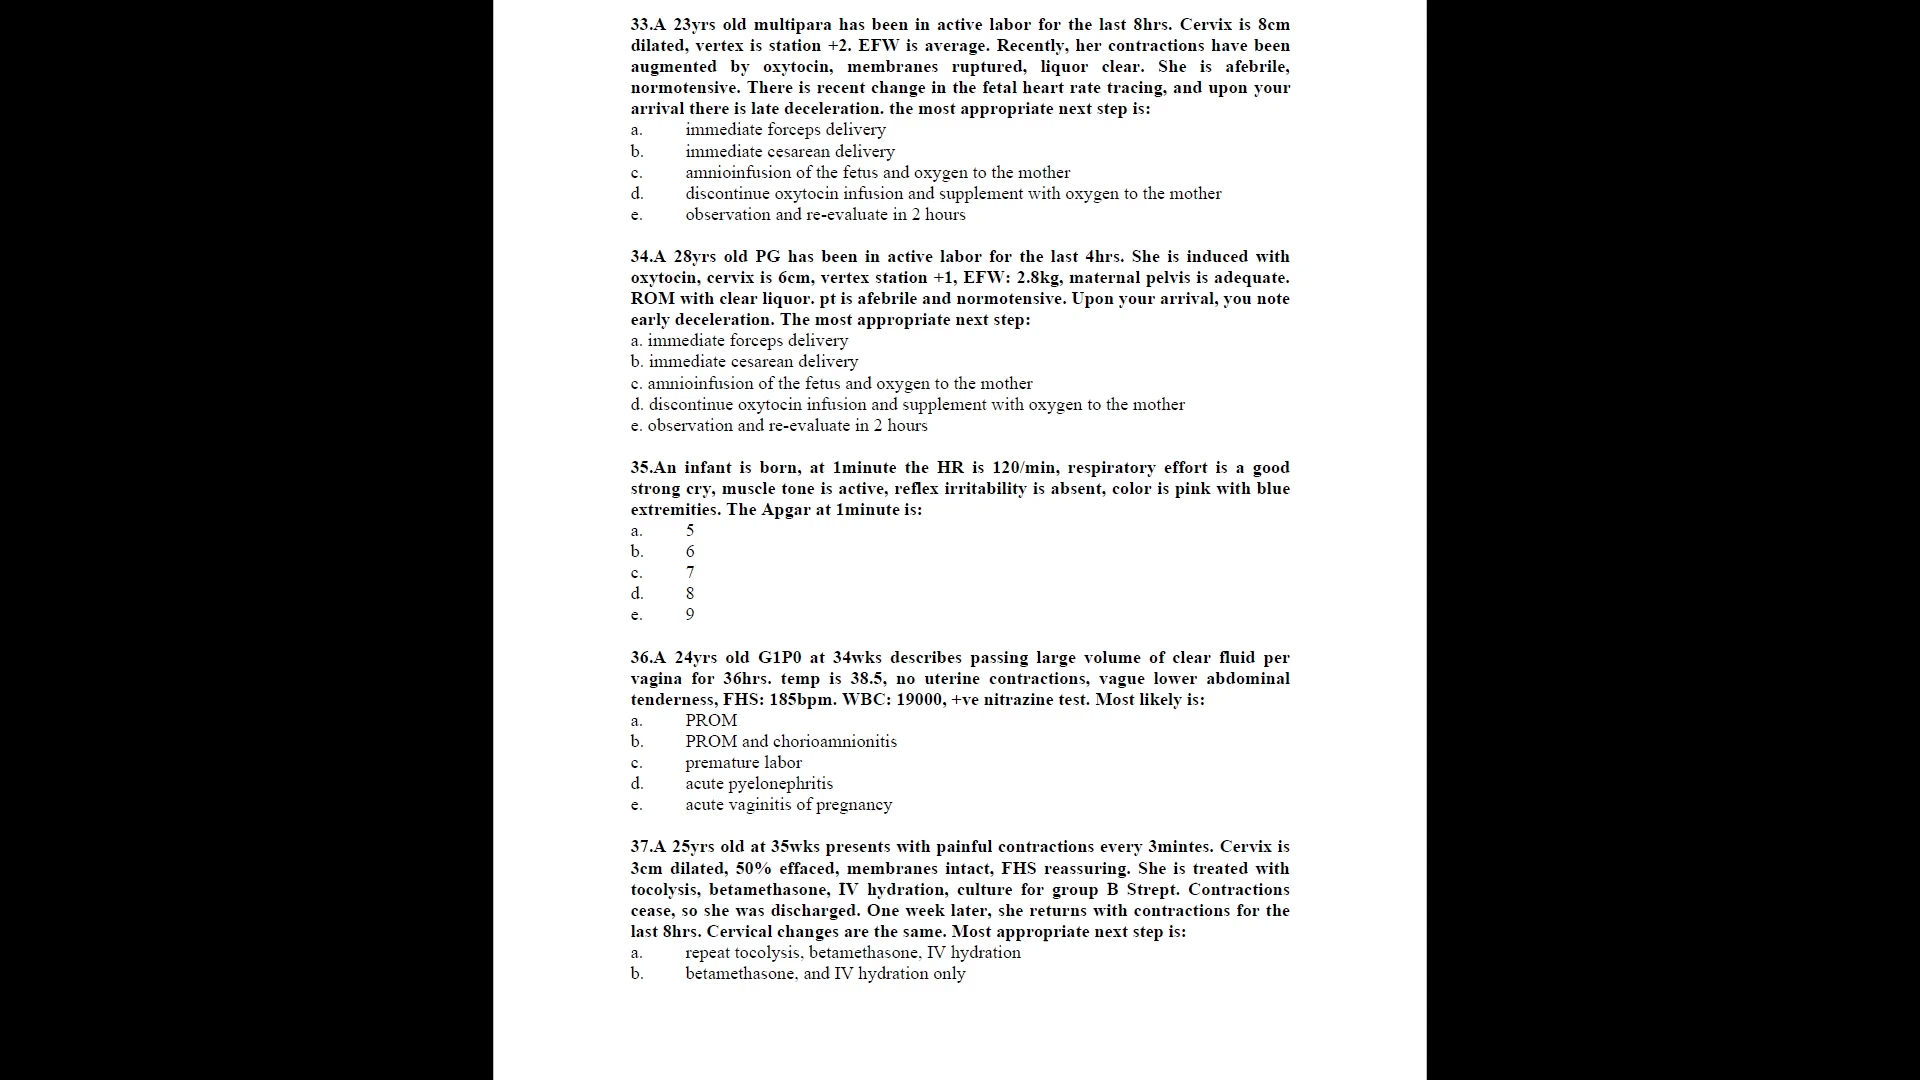 33.A 23yrs old multipara has been in active labor for the last 8hrs. Cervix is 8cm
dilated, vertex is station +2. EFW is average. Recently, her contractions have been
augmented by oxytocin, membranes ruptured, liquor clear. She is afebrile,
normotensive. There is recent change in the fetal heart rate tracing, and upon your
arrival there is late deceleration. the most appropriate next step is:
a. immediate forceps delivery
b. immediate cesarean delivery
c. amnioinfusion of the fetus and oxygen to the mother
d. discontinue oxytocin infusion and supplement with oxygen to the mother
e. observation and re-evaluate in 2 hours
34.A 28yrs old PG has been in active labor for the last 4hrs. She is induced with
oxytocin, cervix is 6cm, vertex station +1, EFW: 2.8kg, maternal pelvis is adequate.
ROM with clear liquor. pt is afebrile and normotensive. Upon your arrival, you note
early deceleration. The most appropriate next step:
a. immediate forceps delivery
b. immediate cesarean delivery
c. amnioinfusion of the fetus and oxygen to the mother
d. discontinue oxytocin infusion and supplement with oxygen to the mother
e. observation and re-evaluate in 2 hours
35.An infant is born, at 1minute the HR is 120/min, respiratory effort is a good
strong cry, muscle tone is active, reflex irritability is absent, color is pink with blue
extremities. The Apgar at 1minute is:
a. 5
b. 6
c. 7
d. 8
e. 9
36.A 24yrs old G1P0 at 34wks describes passing large volume of clear fluid per
vagina for 36hrs. temp is 38.5, no uterine contractions, vague lower abdominal
tenderness, FHS: 185bpm. WBC: 19000, +ve nitrazine test. Most likely is:
a. PROM
b. PROM and chorioamnionitis
c. premature labor
d. acute pyelonephritis
e. acute vaginitis of pregnancy
37.A 25yrs old at 35wks presents with painful contractions every 3mintes. Cervix is
3cm dilated, 50% effaced, membranes intact, FHS reassuring. She is treated with
tocolysis, betamethasone, IV hydration, culture for group B Strept. Contractions
cease, so she was discharged. One week later, she returns with contractions for the
last 8hrs. Cervical changes are the same. Most appropriate next step is:
a. repeat tocolysis, betamethasone, IV hydration
b. betamethasone, and IV hydration only